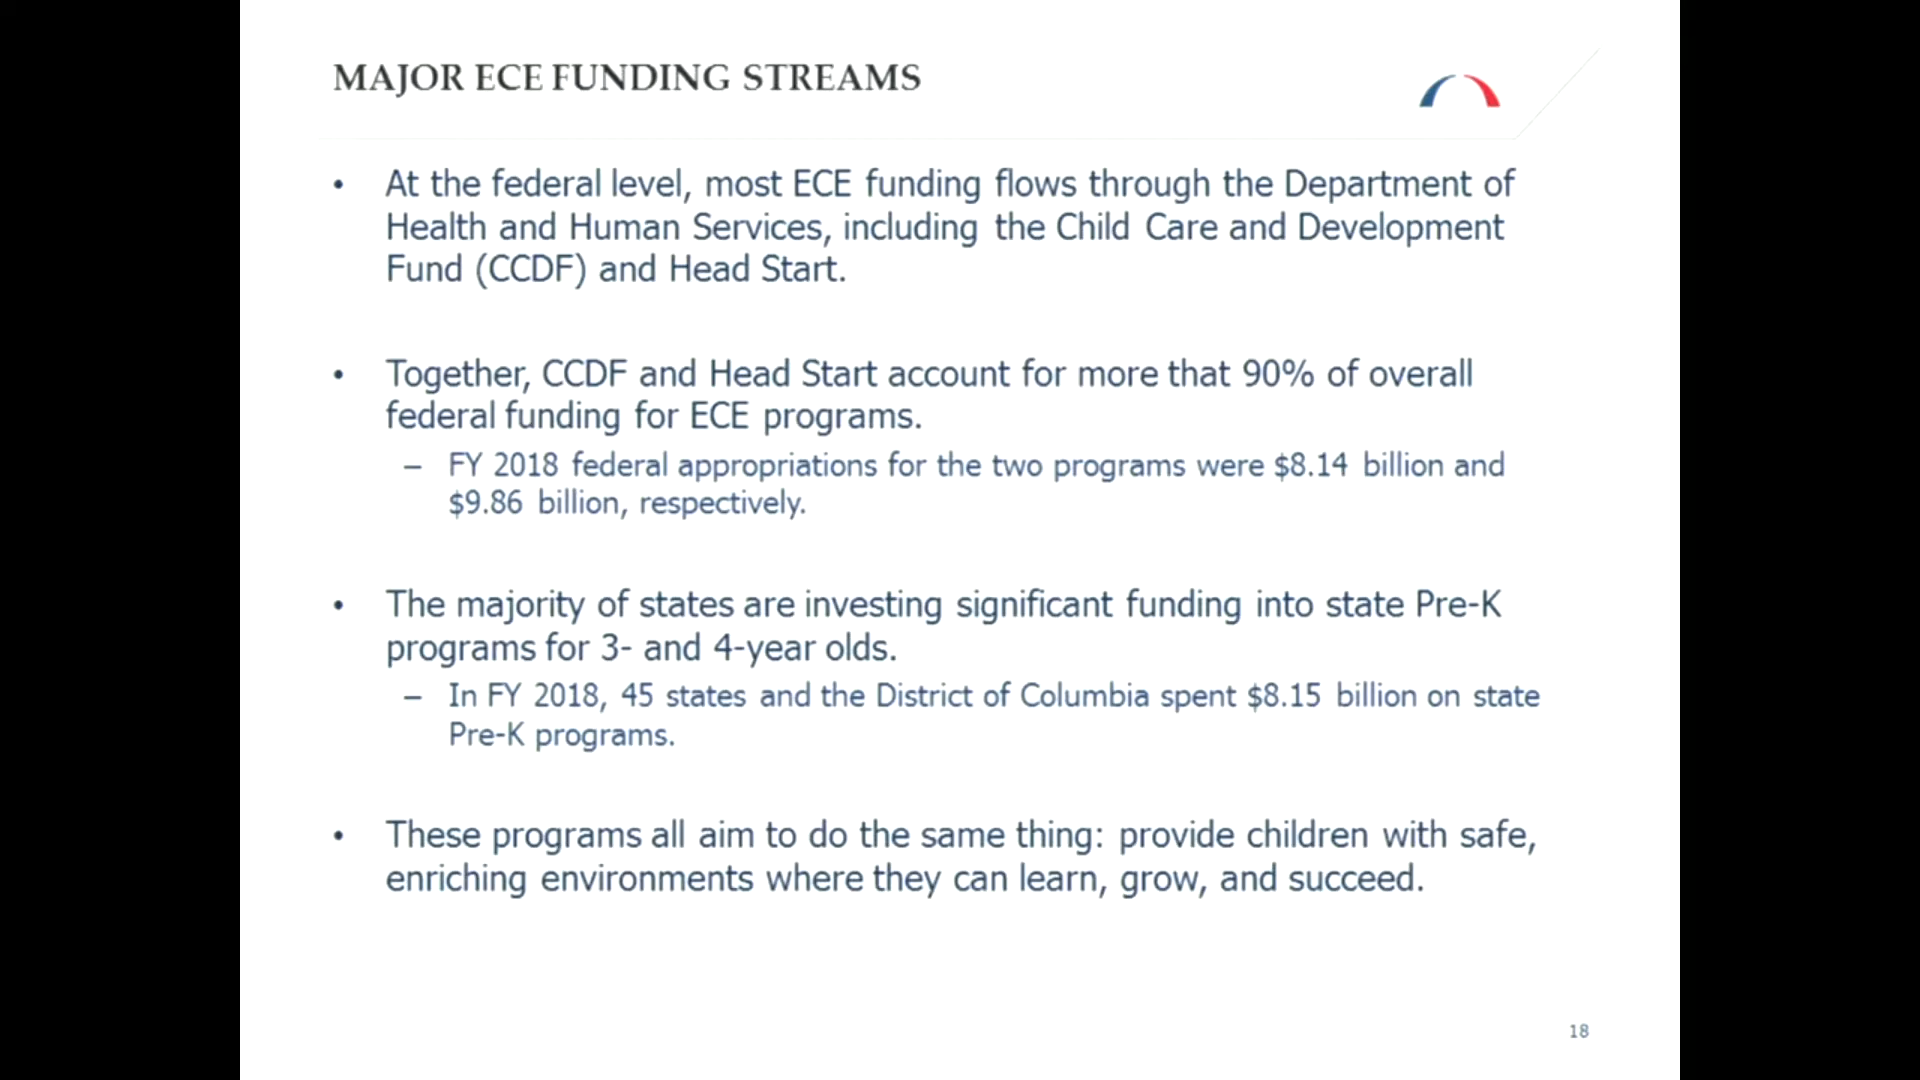 MAJOR ECE FUNDING STREAMS
• At the federal level, most ECE funding flows through the Department of
Health and Human Services, including the Child Care and Development
Fund (CCDF) and Head Start.
• Together, CCDF and Head Start account for more that 90% of overall
federal funding for ECE programs.
– FY 2018 federal appropriations for the two programs were $8.14 billion and
$9.86 billion, respectively.
• The majority of states are investing significant funding into state Pre-K
programs for 3- and 4-year olds.
– In FY 2018, 45 states and the District of Columbia spent $8.15 billion on state
Pre-K programs.
• These programs all aim to do the same thing: provide children with safe,
enriching environments where they can learn, grow, and succeed.
18